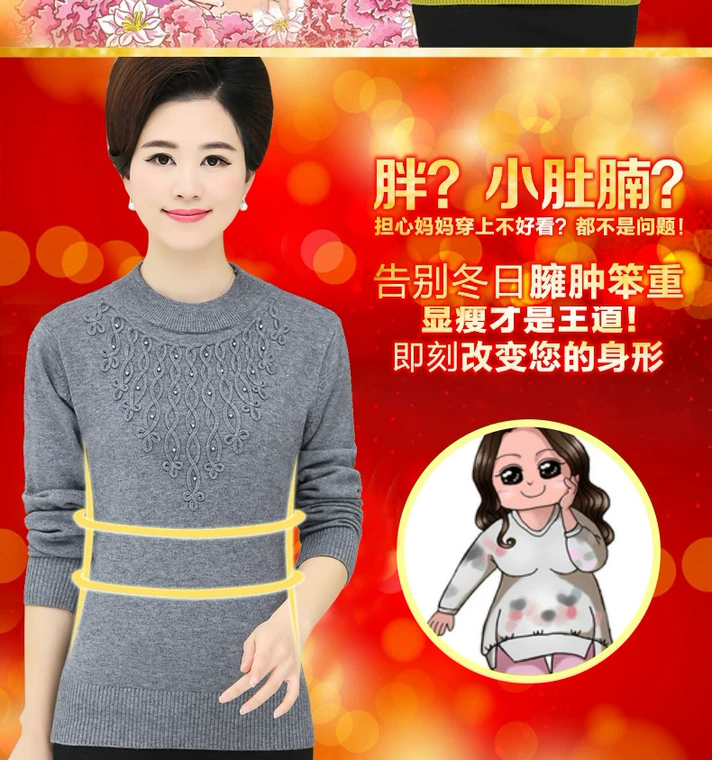 胖？小肚腩？
担心妈妈穿上不好看？都不是问题！
告别冬日臃肿笨重
显瘦才是王道！
即刻改变您的身形